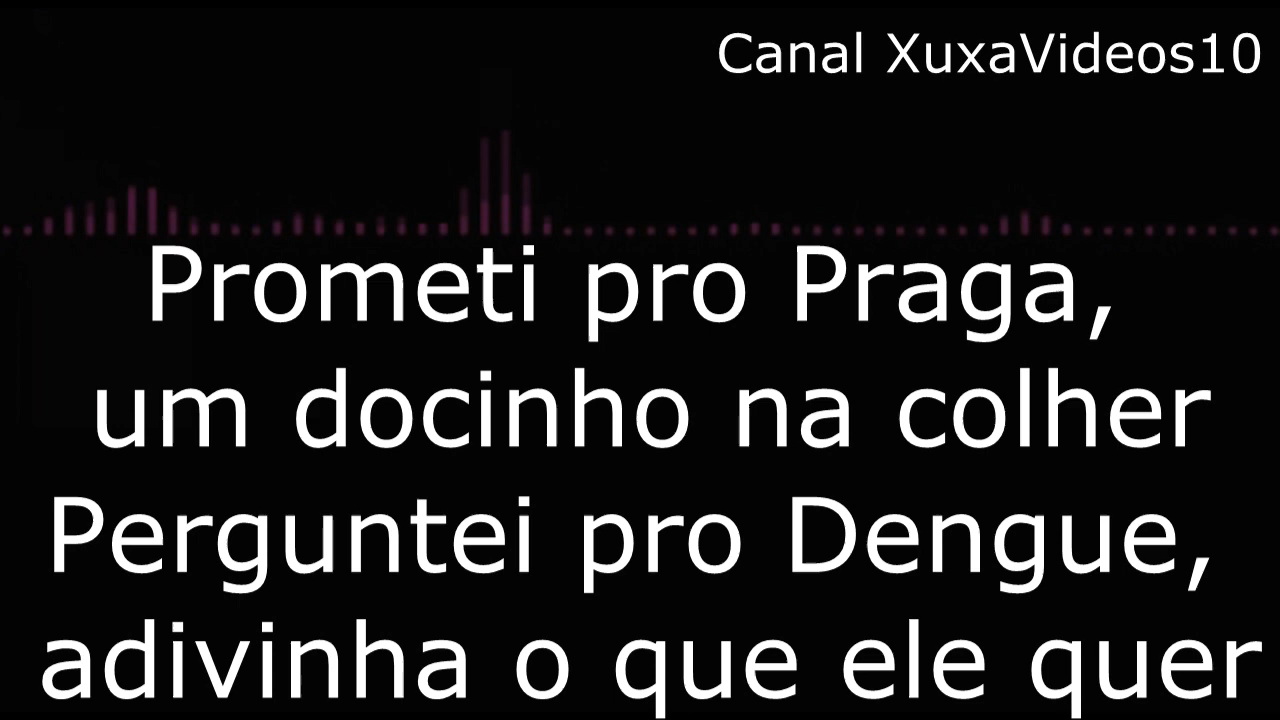 Canal XuxaVideos10
Prometi pro Praga,
um docinho na colher
Perguntei pro Dengue,
adivinha o que ele quer